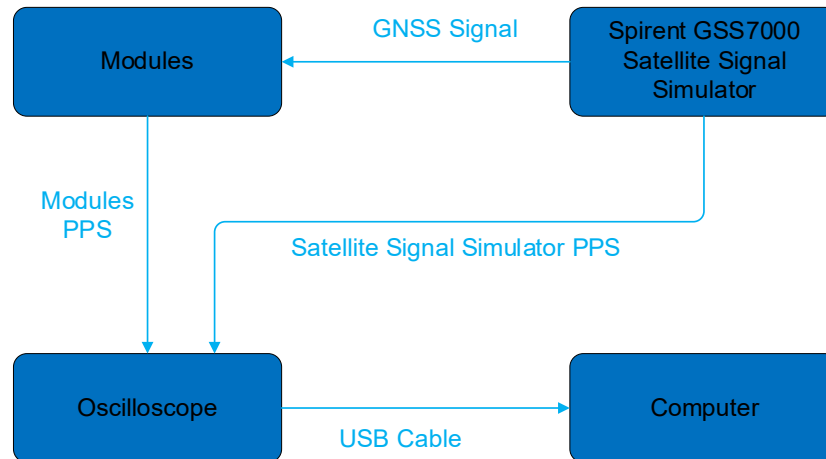 GNSS Signal
Modules
Spirent GSS7000
Satellite Signal
Simulator
Modules
PPS
Satellite Signal Simulator PPS
Oscilloscope
Computer
USB Cable